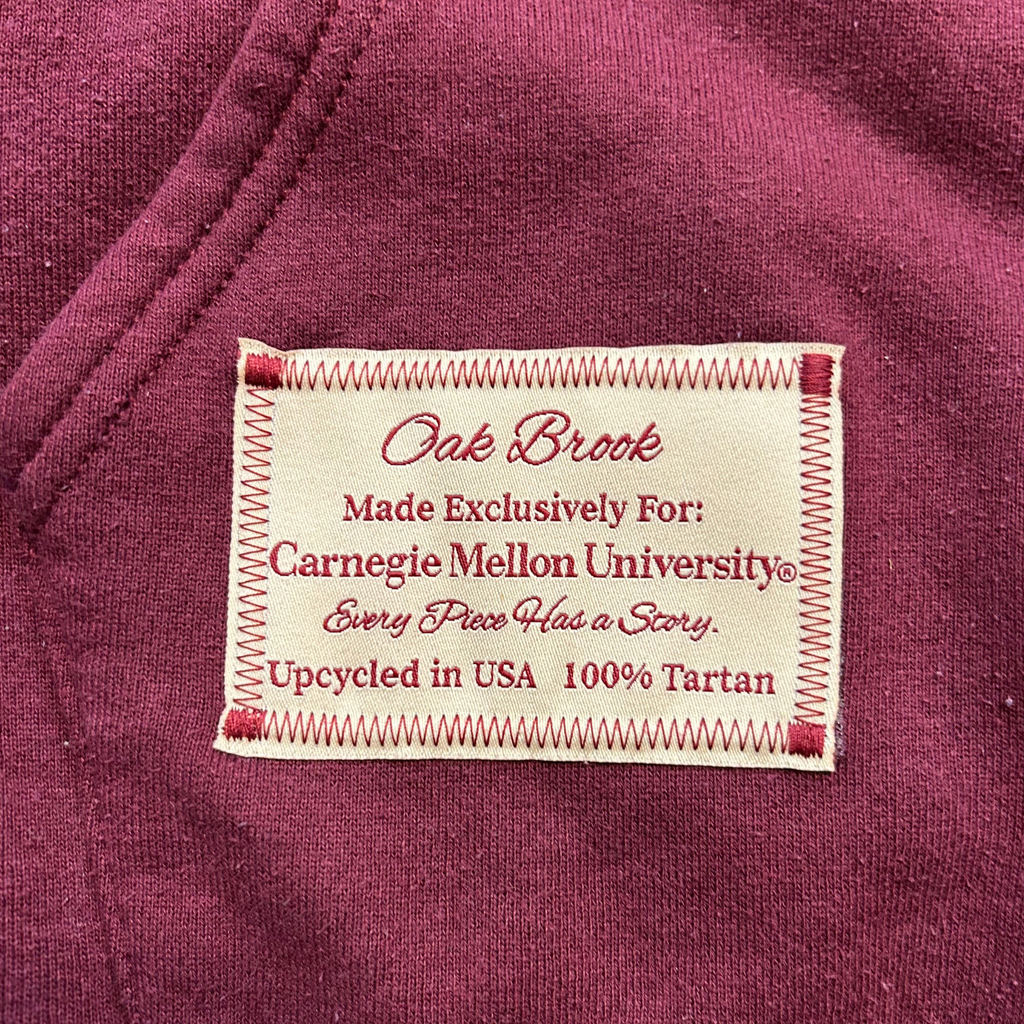 Oak Brook
Made Exclusively For:
Carnegie Mellon University®
Every Piece Has a Story.
Upcycled in USA 100% Tartan